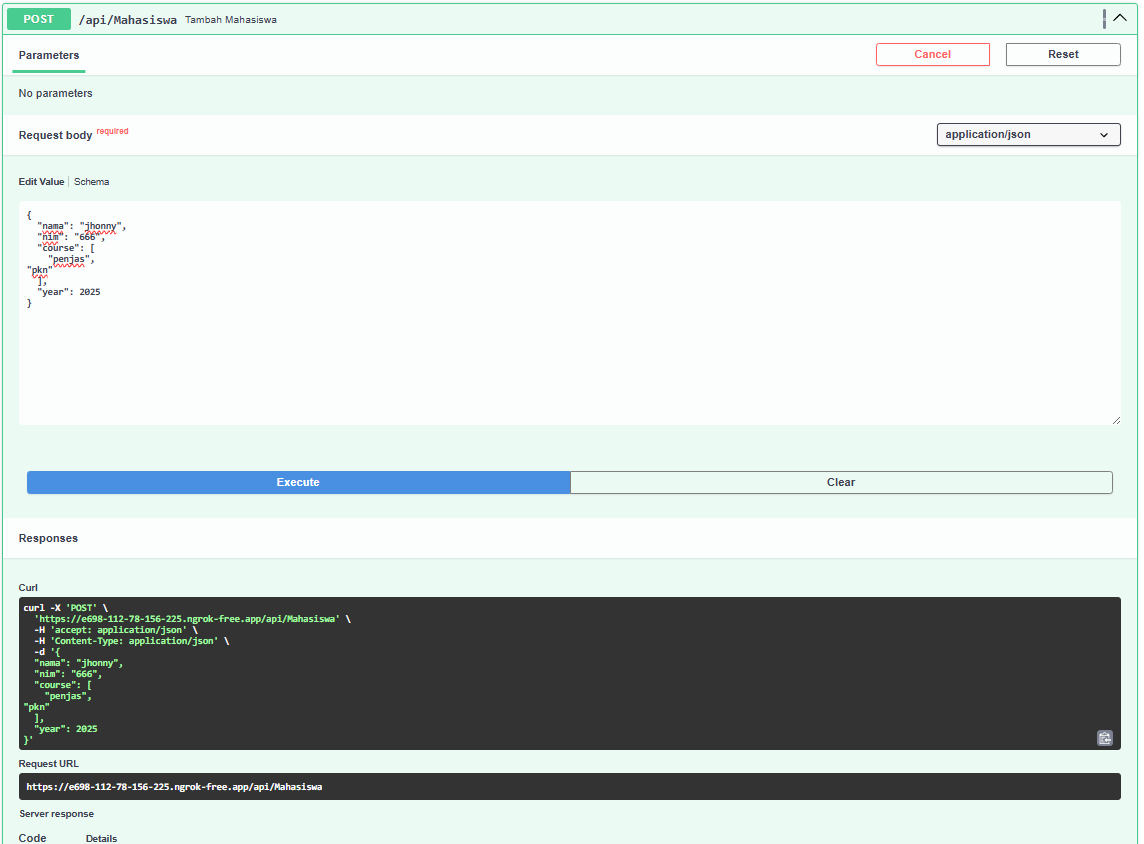 POST /api/Mahasiswa Tambah Mahasiswa
Parameters
Cancel
Reset
No parameters
Request body required
application/json
Edit Value | Schema
{
  "nama": "jhonny",
  "nim": "666",
  "course": [
    "penjas",
"pkn"
  ],
  "year": 2025
}
Execute
Clear
Responses
Curl
curl -X 'POST' \
  'https://e698-112-78-156-225.ngrok-free.app/api/Mahasiswa' \
  -H 'accept: application/json' \
  -H 'Content-Type: application/json' \
  -d '{
  "nama": "jhonny",
  "nim": "666",
  "course": [
    "penjas",
"pkn"
  ],
  "year": 2025
}'
Request URL
https://e698-112-78-156-225.ngrok-free.app/api/Mahasiswa
Server response
Code Details